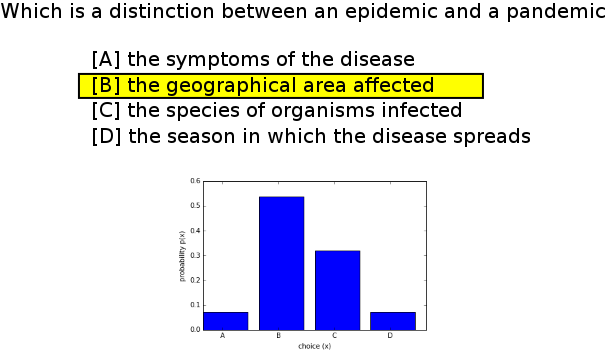 Which is a distinction between an epidemic and a pandemic
[A] the symptoms of the disease
[B] the geographical area affected
[C] the species of organisms infected
[D] the season in which the disease spreads
0.6
0.5
0.4
0.3
0.2
0.1
0.0
probability p(x)
A B C D
choice (x)